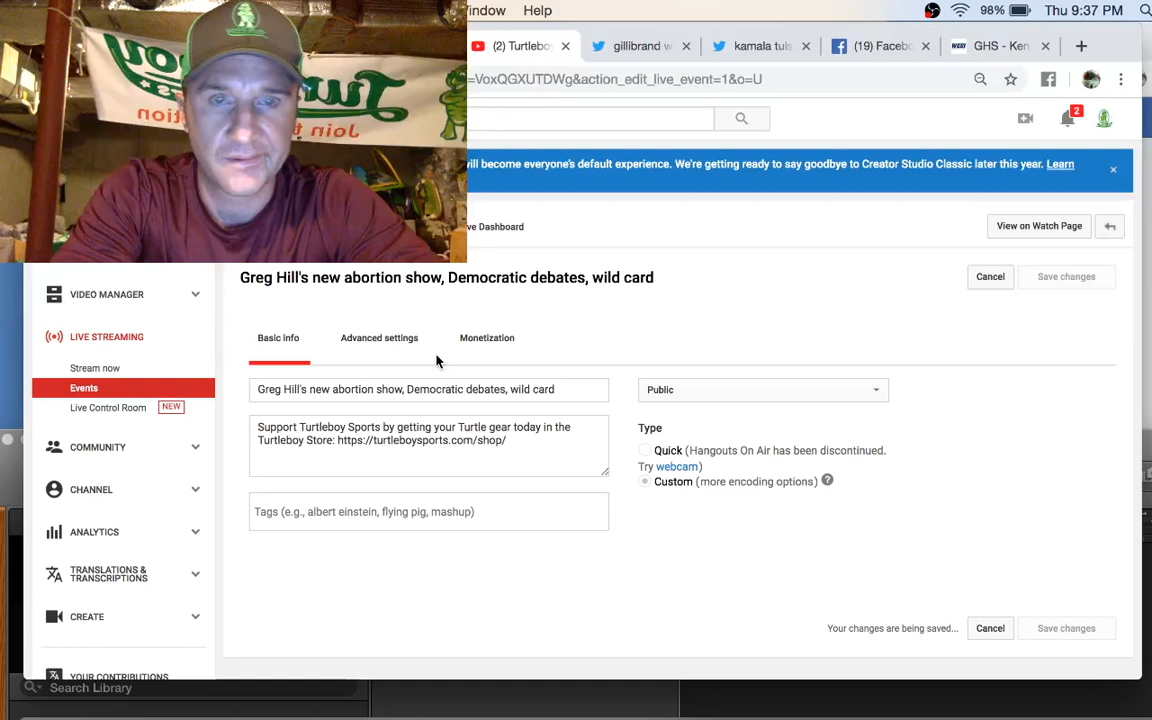 indow Help 98% Thu 9:37 PM
(2) Turtlebo gillibrand w kamala tuls (19) Facebo GHS - Ken
=VoxQGXUTDWg&action_edit_live_event=1&o=U
2
Join t
ill become everyone's default experience. We're getting ready to say goodbye to Creator Studio Classic later this year. Learn
ve Dashboard
View on Watch Page
Greg Hill's new abortion show, Democratic debates, wild card
Cancel Save changes
VIDEO MANAGER
LIVE STREAMING
Stream now
Events
Live Control Room NEW
COMMUNITY
CHANNEL
ANALYTICS
TRANSLATIONS &
TRANSCRIPTIONS
CREATE
YOUR CONTRIBUTIONS
Basic info Advanced settings Monetization
Greg Hill's new abortion show, Democratic debates, wild card
Support Turtleboy Sports by getting your Turtle gear today in the
Turtleboy Store: https://turtleboysports.com/shop/
Tags (e.g., albert einstein, flying pig, mashup)
Public
Type
Quick (Hangouts On Air has been discontinued.
Try webcam)
Custom (more encoding options) ?
Your changes are being saved... Cancel Save changes
Search Library